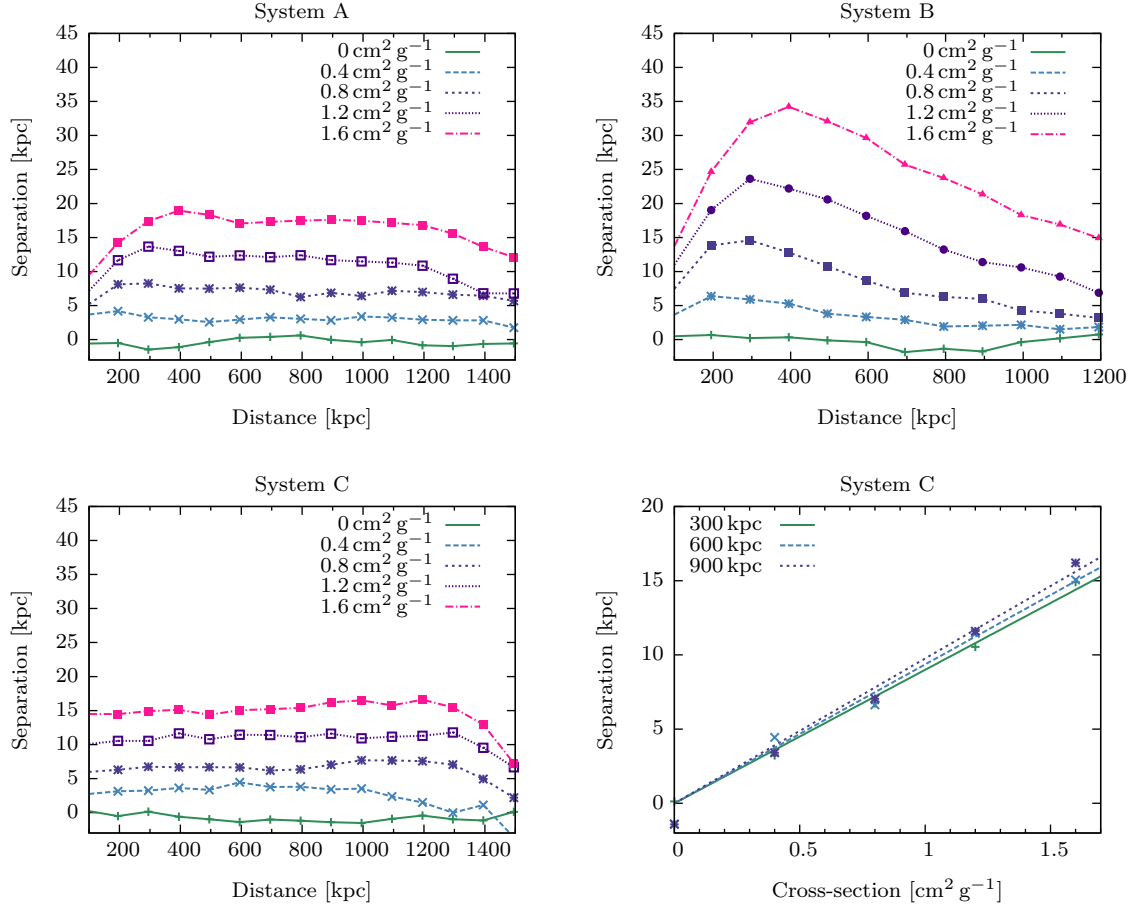 System A
45
40
35
30
25
20
15
10
5
0
Separation [kpc]
0 cm² g⁻¹
0.4 cm² g⁻¹
0.8 cm² g⁻¹
1.2 cm² g⁻¹
1.6 cm² g⁻¹
200 400 600 800 1000 1200 1400
Distance [kpc]
System B
45
40
35
30
25
20
15
10
5
0
Separation [kpc]
0 cm² g⁻¹
0.4 cm² g⁻¹
0.8 cm² g⁻¹
1.2 cm² g⁻¹
1.6 cm² g⁻¹
200 400 600 800 1000 1200
Distance [kpc]
System C
45
40
35
30
25
20
15
10
5
0
Separation [kpc]
0 cm² g⁻¹
0.4 cm² g⁻¹
0.8 cm² g⁻¹
1.2 cm² g⁻¹
1.6 cm² g⁻¹
200 400 600 800 1000 1200 1400
Distance [kpc]
System C
20
15
10
5
0
Separation [kpc]
300 kpc
600 kpc
900 kpc
0 0.5 1 1.5
Cross-section [cm² g⁻¹]